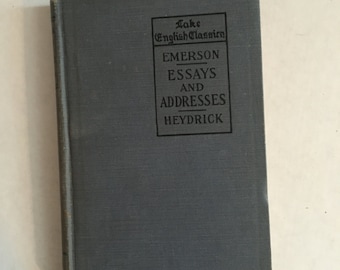 Lake
English Classics
EMERSON
ESSAYS
AND
ADDRESSES
HEYDRICK